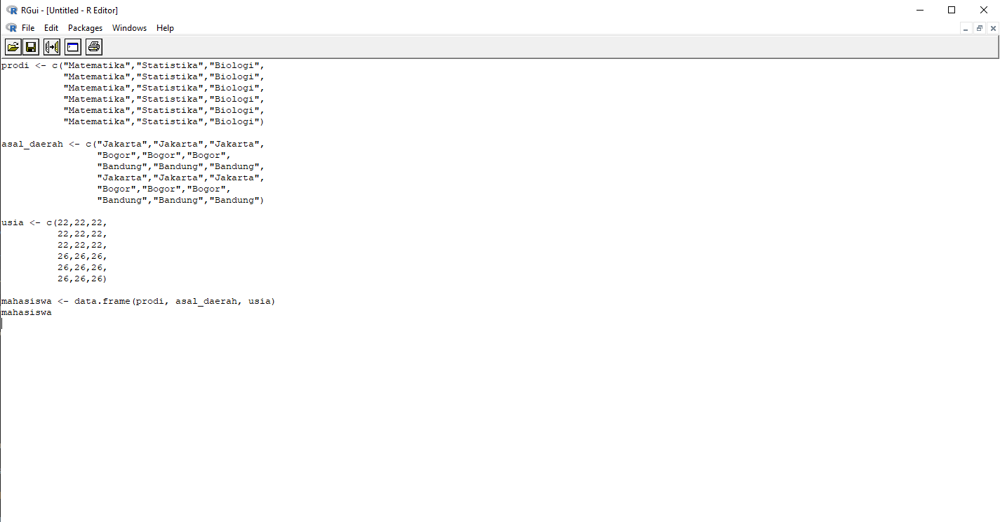 RGui - [Untitled - R Editor]
File Edit Packages Windows Help
prodi <- c("Matematika","Statistika","Biologi",
"Matematika","Statistika","Biologi",
"Matematika","Statistika","Biologi",
"Matematika","Statistika","Biologi",
"Matematika","Statistika","Biologi",
"Matematika","Statistika","Biologi")
asal_daerah <- c("Jakarta","Jakarta","Jakarta",
"Bogor","Bogor","Bogor",
"Bandung","Bandung","Bandung",
"Jakarta","Jakarta","Jakarta",
"Bogor","Bogor","Bogor",
"Bandung","Bandung","Bandung")
usia <- c(22,22,22,
22,22,22,
22,22,22,
26,26,26,
26,26,26,
26,26,26)
mahasiswa <- data.frame(prodi, asal_daerah, usia)
mahasiswa